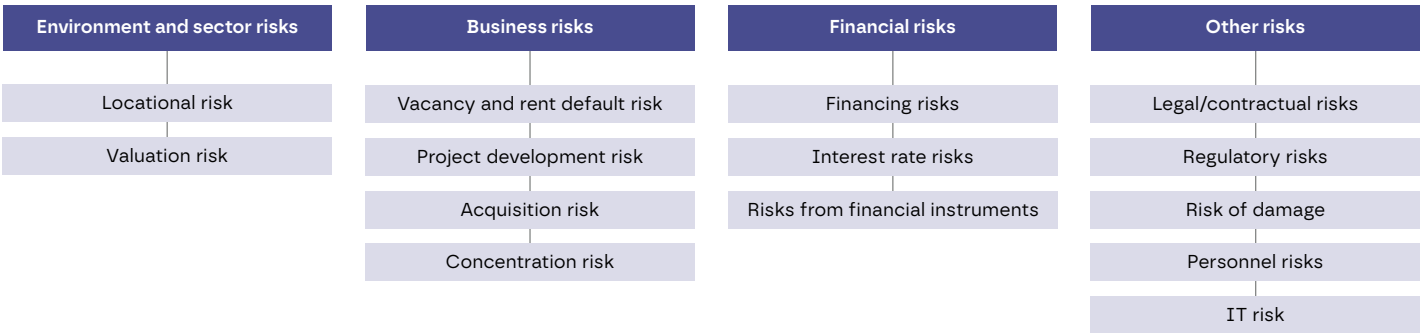 Environment and sector risks
Locational risk
Valuation risk
Business risks
Vacancy and rent default risk
Project development risk
Acquisition risk
Concentration risk
Financial risks
Financing risks
Interest rate risks
Risks from financial instruments
Other risks
Legal/contractual risks
Regulatory risks
Risk of damage
Personnel risks
IT risk